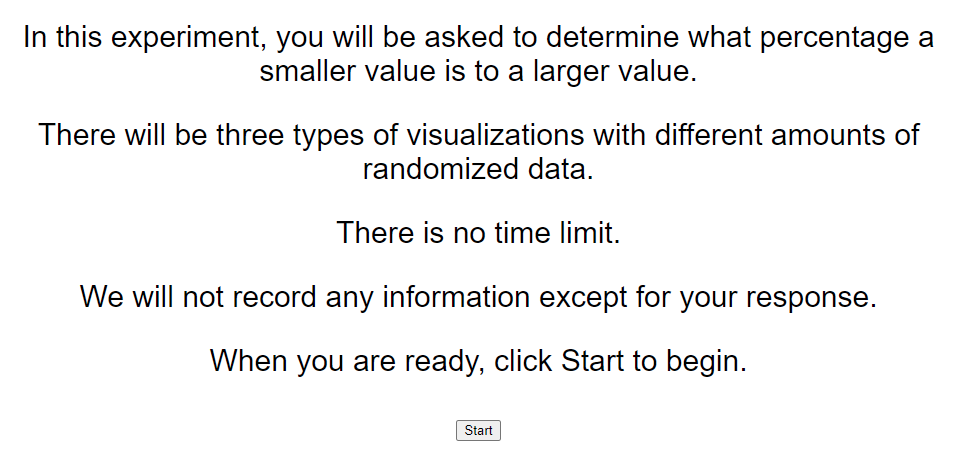 In this experiment, you will be asked to determine what percentage a
smaller value is to a larger value.
There will be three types of visualizations with different amounts of
randomized data.
There is no time limit.
We will not record any information except for your response.
When you are ready, click Start to begin.
Start